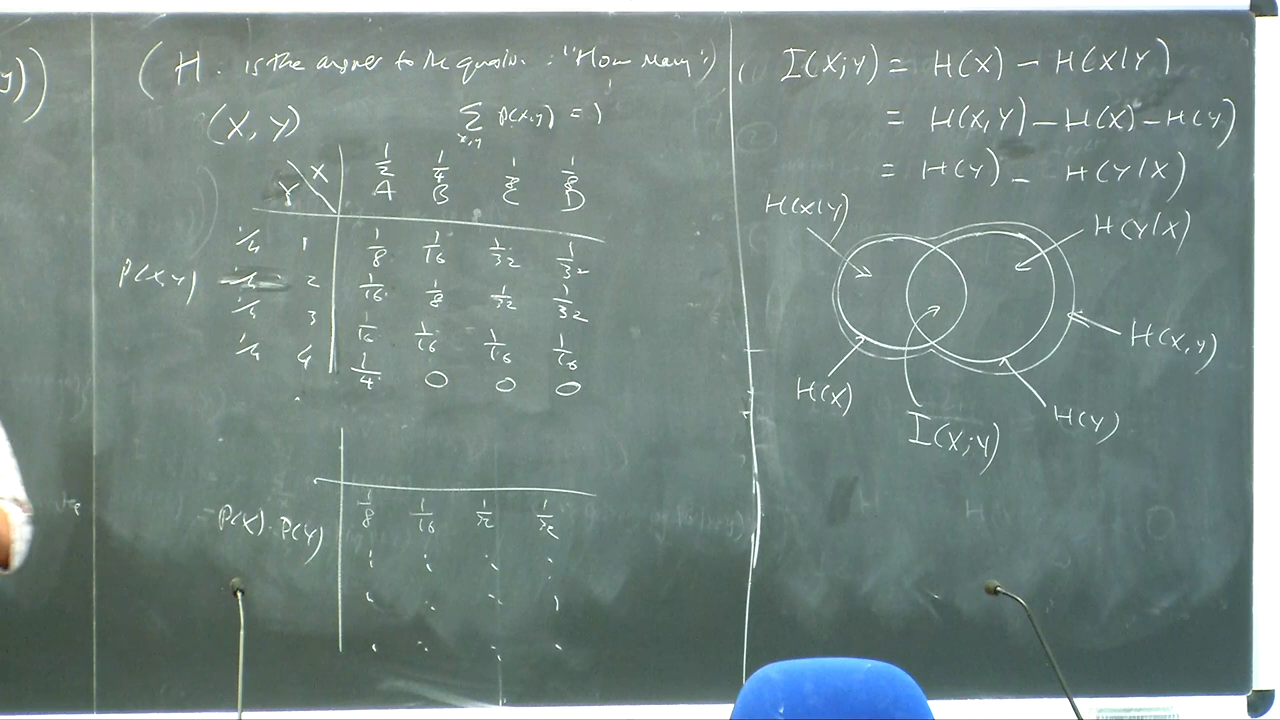 y))
( H. is the answer to the question : "How Many")
(X, Y)
∑ P(x,y) = 1
x,y
X 1/2 1/4 1/8 1/8
Y A B C D
1/4 1 1/8 1/16 1/32 1/32
P(X,Y) 1/4 2 1/16 1/8 1/32 1/32
1/4 3 1/16 1/16 1/16 1/16
1/4 4 1/4 0 0 0
P(X)·P(Y) 1/8 1/16 1/32 1/32
I(X;Y) = H(X) - H(X|Y)
= H(X,Y) - H(X) - H(Y)
= H(Y) - H(Y|X)
H(X|Y)
H(Y|X)
H(X,Y)
H(X)
H(Y)
I(X;Y)